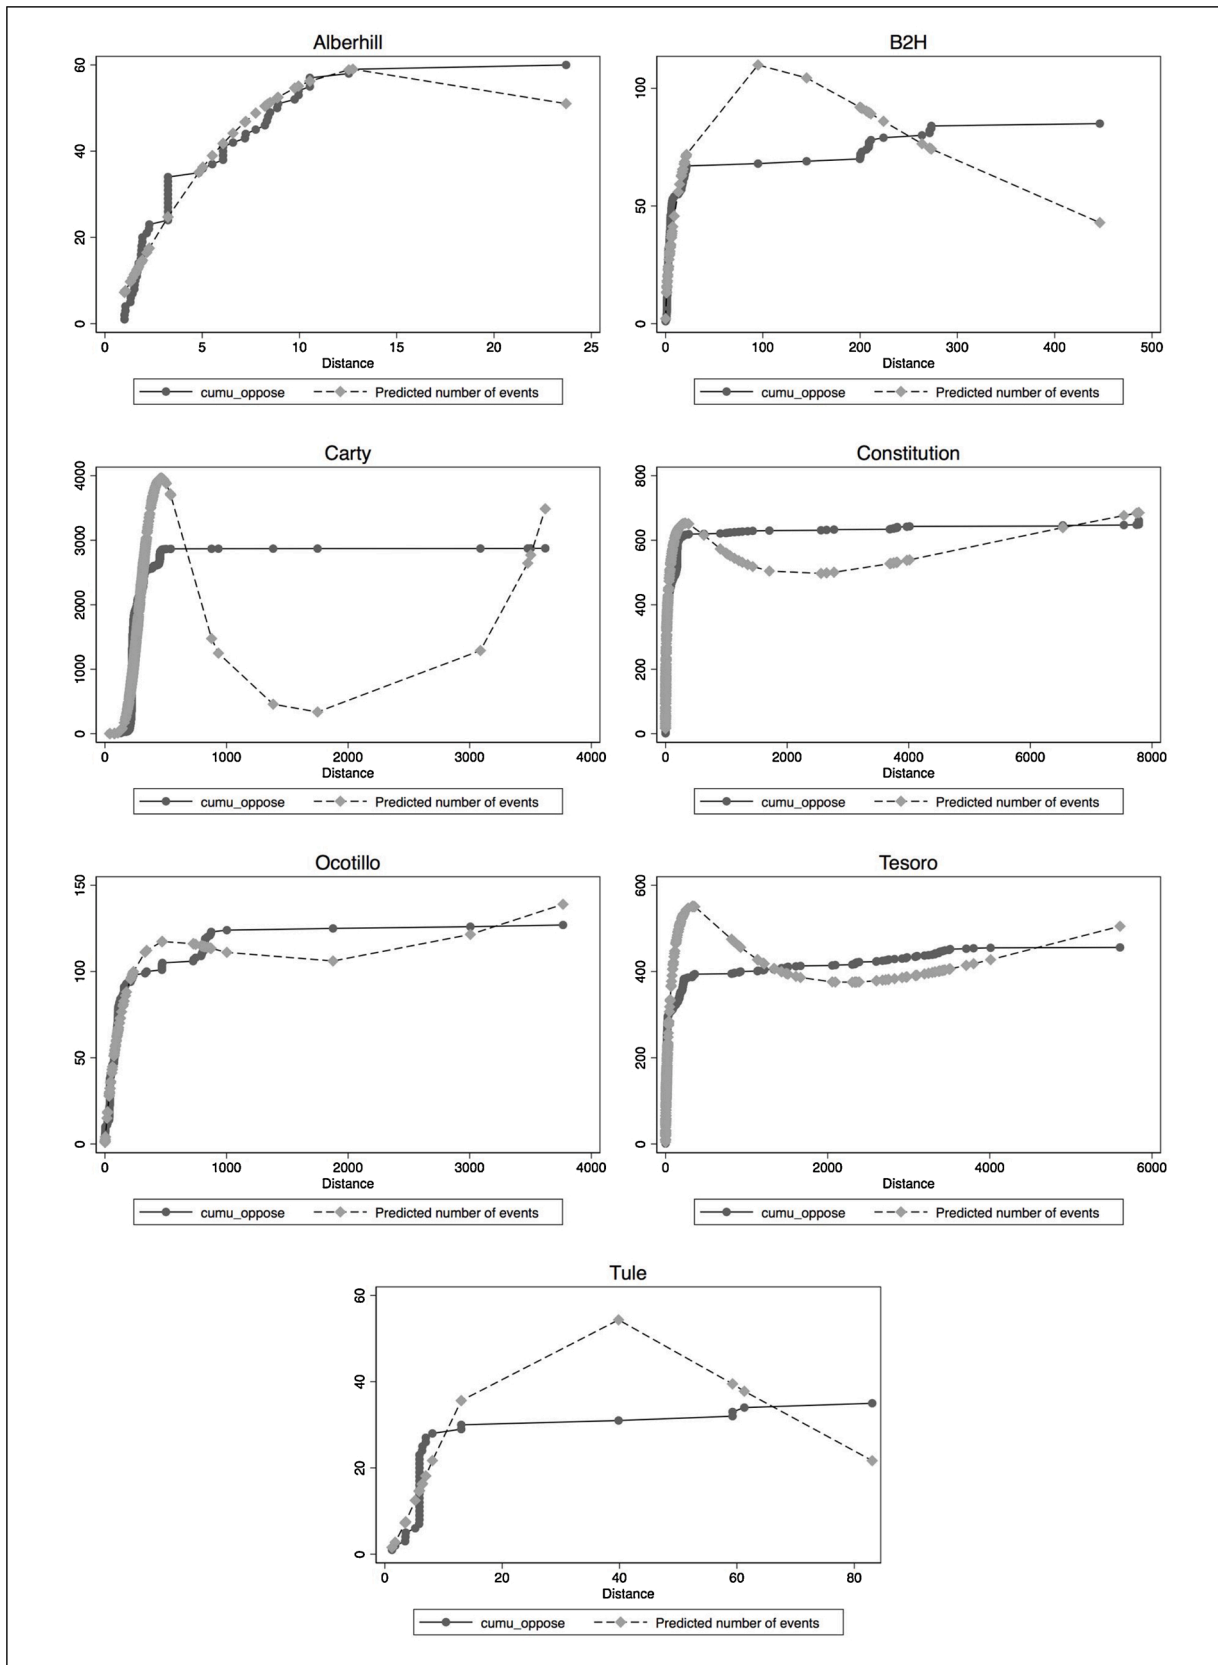 Alberhill
60
40
20
0
0 5 10 15 20 25
Distance
cumu_oppose Predicted number of events
B2H
100
50
0
0 100 200 300 400 500
Distance
cumu_oppose Predicted number of events
Carty
4000
3000
2000
1000
0
0 1000 2000 3000 4000
Distance
cumu_oppose Predicted number of events
Constitution
800
600
400
200
0
0 2000 4000 6000 8000
Distance
cumu_oppose Predicted number of events
Ocotillo
150
100
50
0
0 1000 2000 3000 4000
Distance
cumu_oppose Predicted number of events
Tesoro
600
400
200
0
0 2000 4000 6000
Distance
cumu_oppose Predicted number of events
Tule
60
40
20
0
0 20 40 60 80
Distance
cumu_oppose Predicted number of events